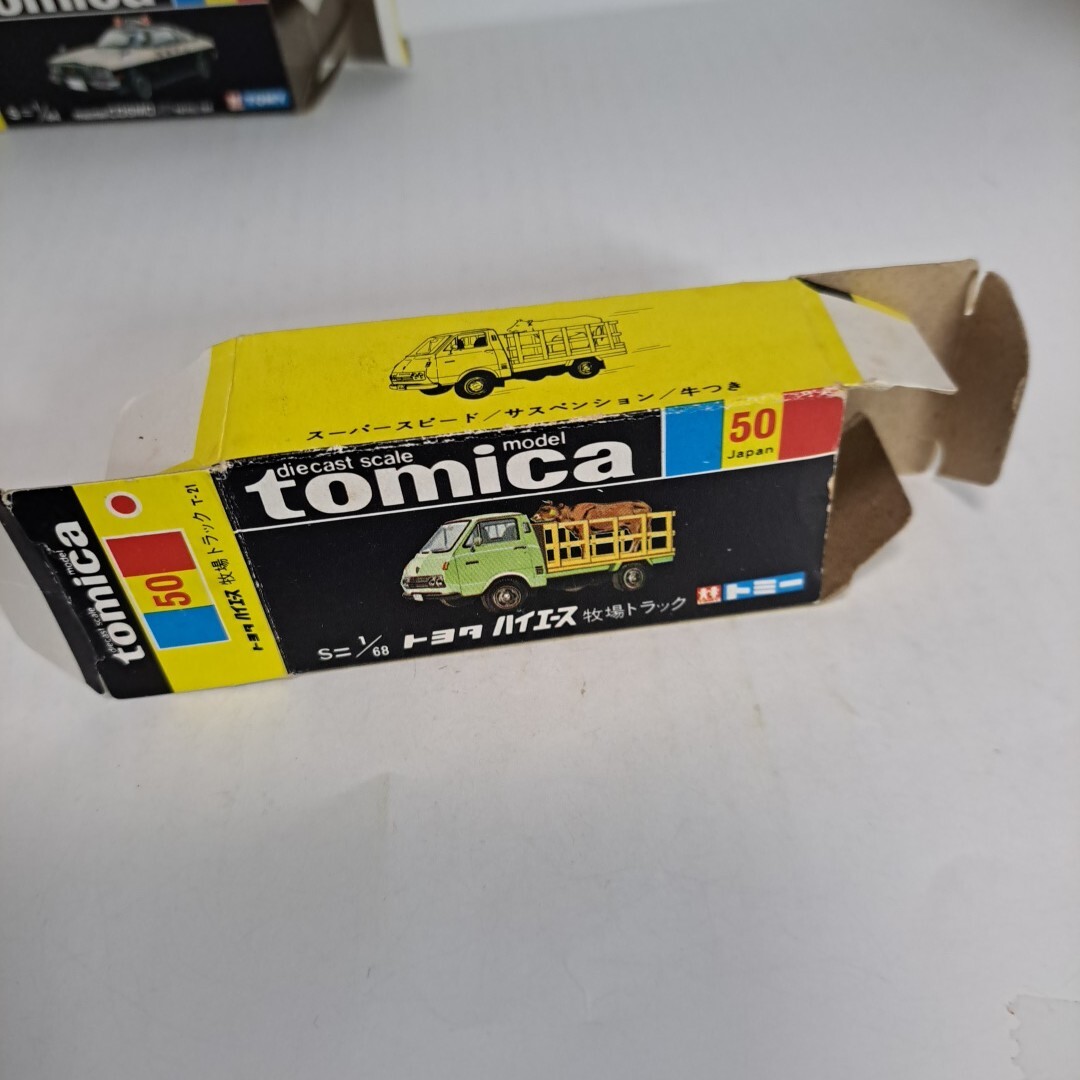 tomica
S=1/
TOMY
スーパースピード/サスペンション/牛つき
diecast scale model
tomica
50
Japan
S=1/68 トヨタ ハイエース 牧場トラック
トミー
model
tomica
50
トヨタ ハイエース 牧場トラック T-21